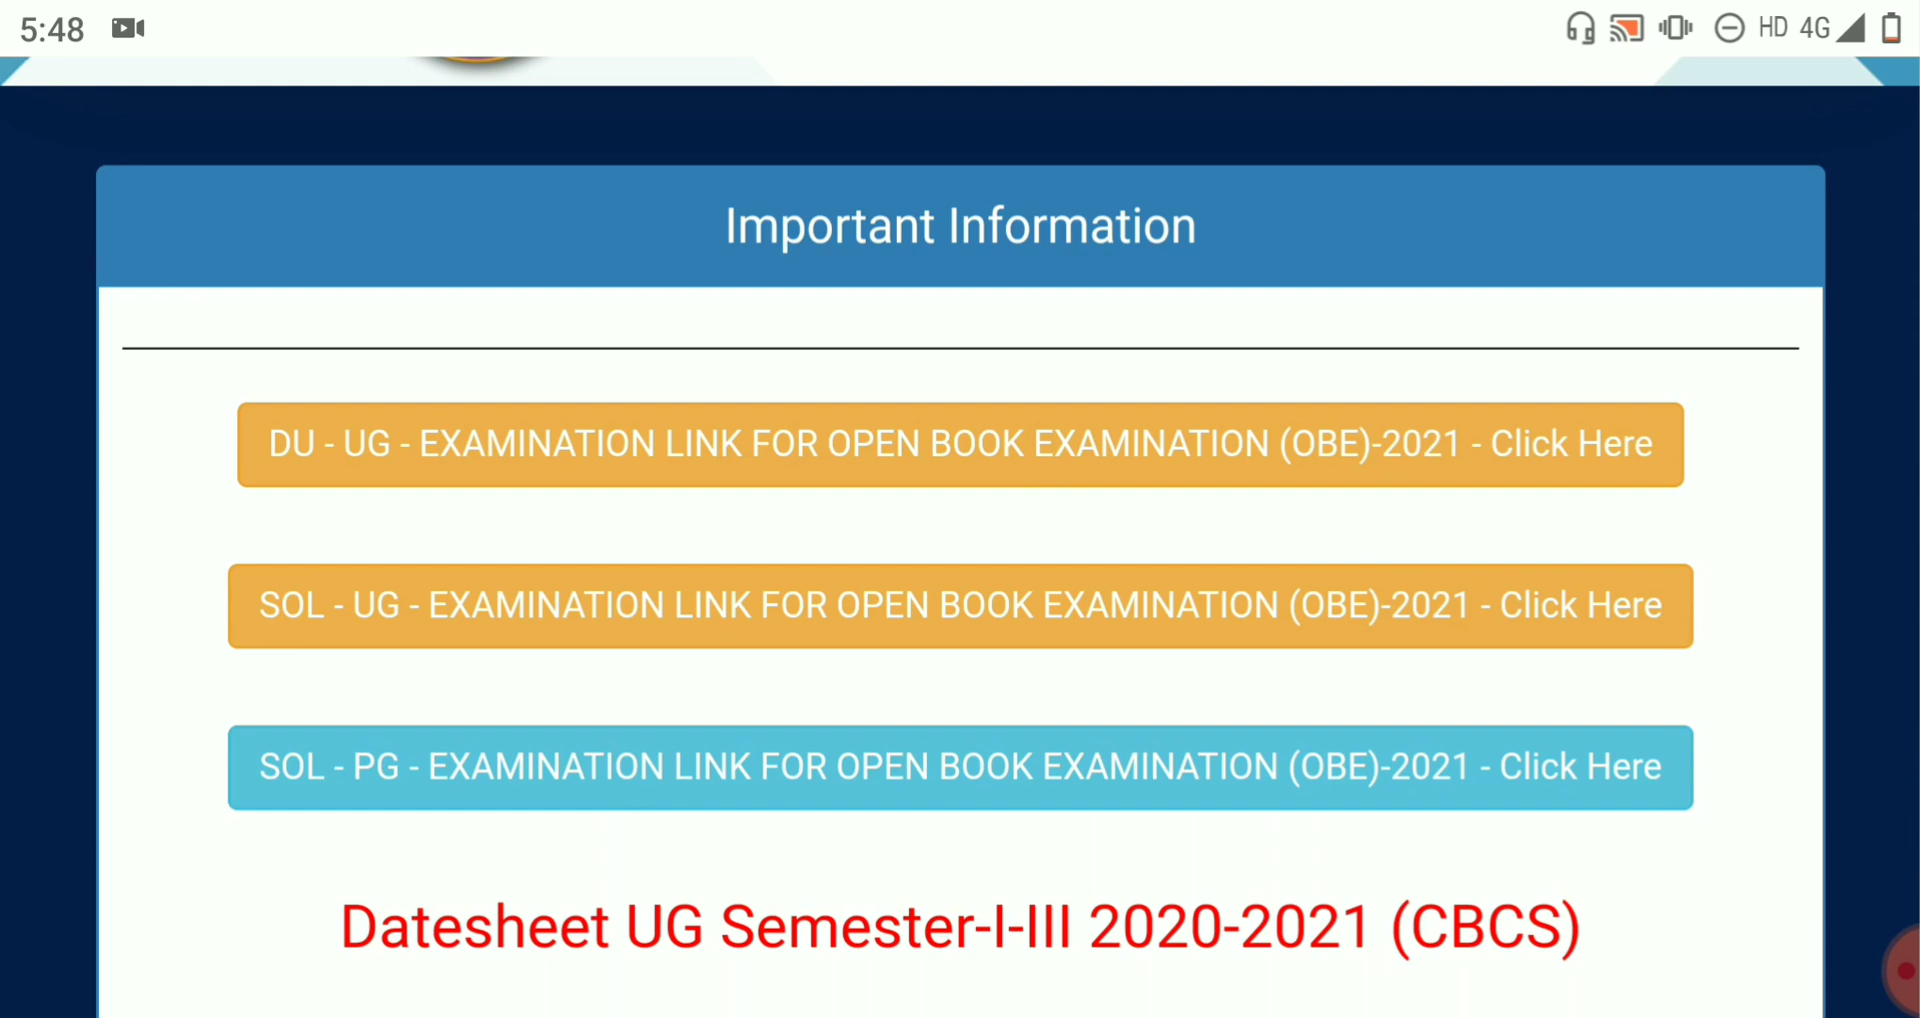 5:48 HD 4G
Important Information
DU - UG - EXAMINATION LINK FOR OPEN BOOK EXAMINATION (OBE)-2021 - Click Here
SOL - UG - EXAMINATION LINK FOR OPEN BOOK EXAMINATION (OBE)-2021 - Click Here
SOL - PG - EXAMINATION LINK FOR OPEN BOOK EXAMINATION (OBE)-2021 - Click Here
Datesheet UG Semester-I-III 2020-2021 (CBCS)